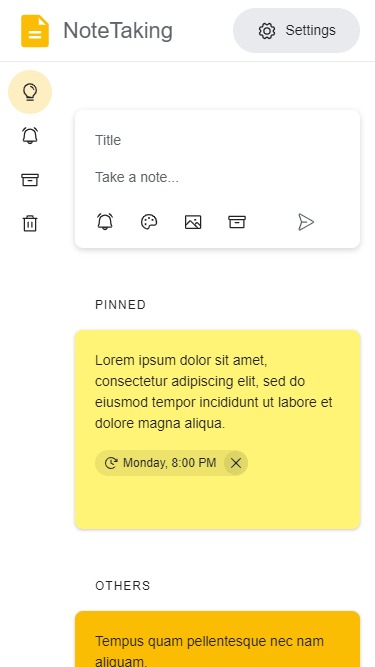 NoteTaking
Settings
Title
Take a note...
PINNED
Lorem ipsum dolor sit amet,
consectetur adipiscing elit, sed do
eiusmod tempor incididunt ut labore et
dolore magna aliqua.
Monday, 8:00 PM
OTHERS
Tempus quam pellentesque nec nam
aliquam.